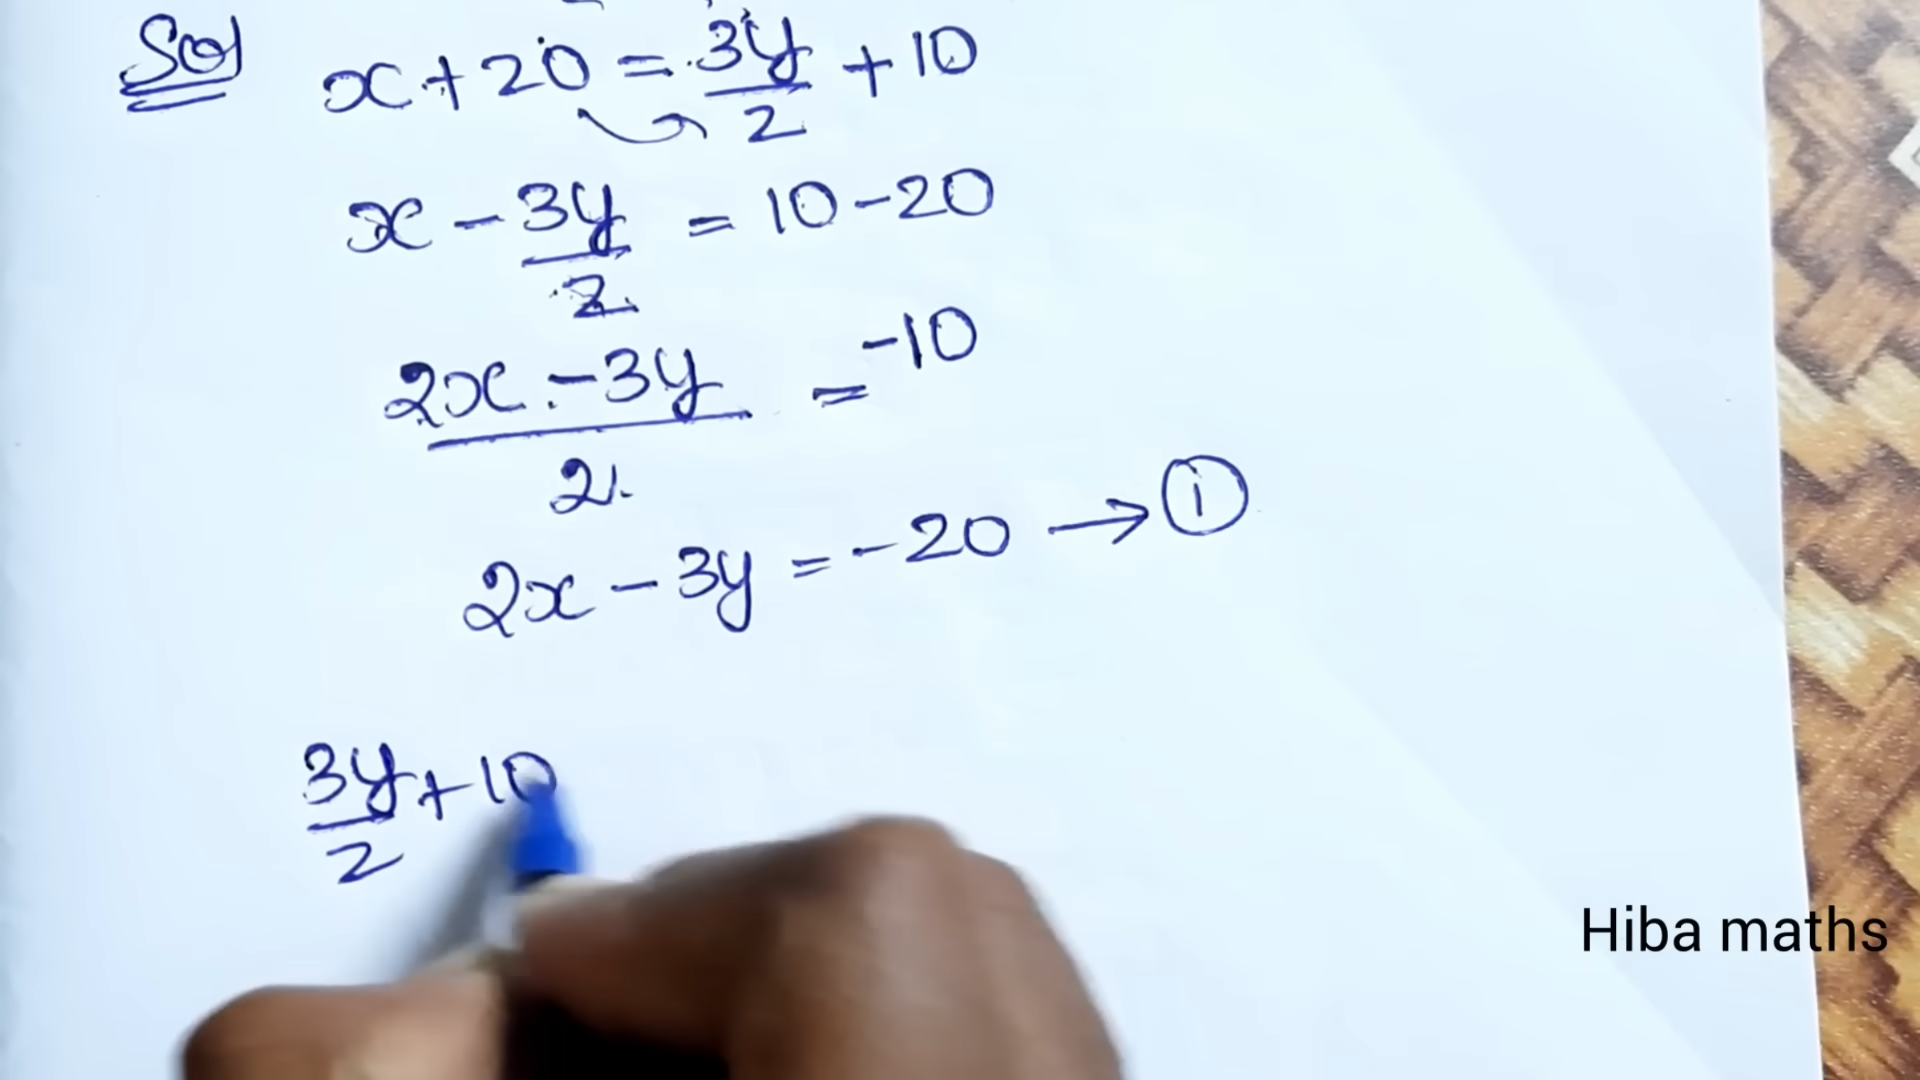 Sol x + 20 = 3y/2 + 10
x - 3y/2 = 10 - 20
2x - 3y/2 = -10
2x - 3y = -20 → ①
3y/2 + 10
Hiba maths